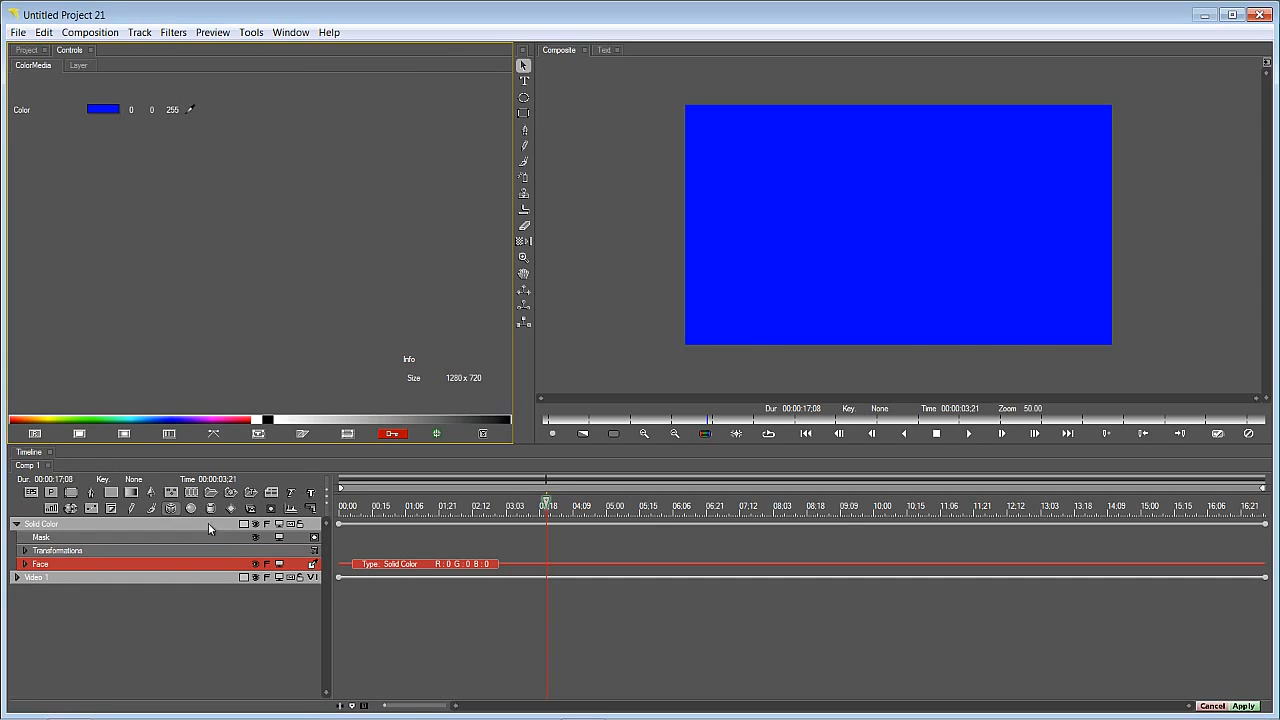 Untitled Project 21
File Edit Composition Track Filters Preview Tools Window Help
Project Controls
Composite Text
ColorMedia Layer
Color 0 0 255
Info
Size 1280 x 720
Dur 00:00:17;08 Key. None Time 00:00:03;21 Zoom 50.00
Timeline
Comp 1
Dur. 00:00:17;08 Key: None Time 00:00:03;21
00:00 00.15 01:06 01:21 02:12 03:03 04:09 05:00 05:15 06:06 06:21 07:12 08:03 08:18 09:09 10:00 10:15 11:06 11:21 12:12 13:03 13:18 14:09 15:00 15:15 16:06 16:21
Solid Color
Mask
Transformations
Face
Type: Solid Color R : 0 G : 0 B : 0
Video 1
Cancel Apply